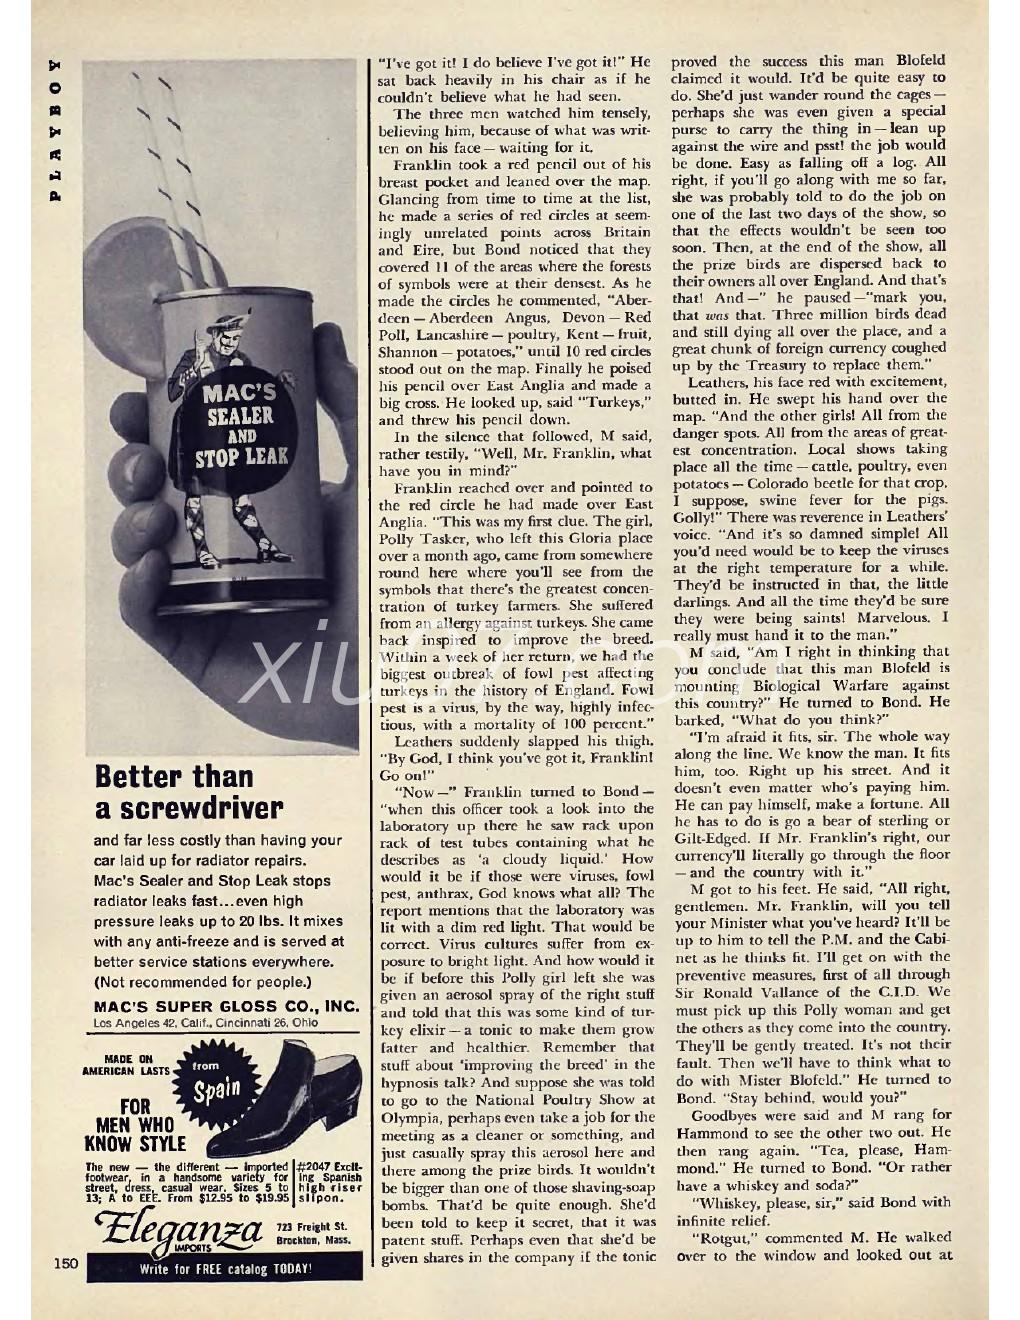 PLAYBOY
MAC'S
SEALER
AND
STOP LEAK
Better than
a screwdriver
and far less costly than having your
car laid up for radiator repairs.
Mac's Sealer and Stop Leak stops
radiator leaks fast...even high
pressure leaks up to 20 lbs. It mixes
with any anti-freeze and is served at
better service stations everywhere.
(Not recommended for people.)
MAC'S SUPER GLOSS CO., INC.
Los Angeles 42, Calif., Cincinnati 26, Ohio
MADE ON
AMERICAN LASTS
from
Spain
FOR
MEN WHO
KNOW STYLE
The new — the different — imported
footwear, in a handsome variety for
street, dress, casual wear. Sizes 5 to
13; A to EEE. From $12.95 to $19.95
#2047 Excit-
ing Spanish
high riser
slipon.
Eleganza
IMPORTS
723 Freight St.
Brockton, Mass.
Write for FREE catalog TODAY!
150
"I've got it! I do believe I've got it!" He
sat back heavily in his chair as if he
couldn't believe what he had seen.
The three men watched him tensely,
believing him, because of what was writ-
ten on his face — waiting for it.
Franklin took a red pencil out of his
breast pocket and leaned over the map.
Glancing from time to time at the list,
he made a series of red circles at seem-
ingly unrelated points across Britain
and Eire, but Bond noticed that they
covered 11 of the areas where the forests
of symbols were at their densest. As he
made the circles he commented, "Aber-
deen — Aberdeen Angus, Devon — Red
Poll, Lancashire — poultry, Kent — fruit,
Shannon — potatoes," until 10 red circles
stood out on the map. Finally he poised
his pencil over East Anglia and made a
big cross. He looked up, said "Turkeys,"
and threw his pencil down.
In the silence that followed, M said,
rather testily, "Well, Mr. Franklin, what
have you in mind?"
Franklin reached over and pointed to
the red circle he had made over East
Anglia. "This was my first clue. The girl,
Polly Tasker, who left this Gloria place
over a month ago, came from somewhere
round here where you'll see from the
symbols that there's the greatest concen-
tration of turkey farmers. She suffered
from an allergy against turkeys. She came
back inspired to improve the breed.
Within a week of her return, we had the
biggest outbreak of fowl pest affecting
turkeys in the history of England. Fowl
pest is a virus, by the way, highly infec-
tious, with a mortality of 100 percent."
Leathers suddenly slapped his thigh.
"By God, I think you've got it, Franklin!
Go on!"
"Now —" Franklin turned to Bond —
"when this officer took a look into the
laboratory up there he saw rack upon
rack of test tubes containing what he
describes as 'a cloudy liquid.' How
would it be if those were viruses, fowl
pest, anthrax, God knows what all? The
report mentions that the laboratory was
lit with a dim red light. That would be
correct. Virus cultures suffer from ex-
posure to bright light. And how would it
be if before this Polly girl left she was
given an aerosol spray of the right stuff
and told that this was some kind of tur-
key elixir — a tonic to make them grow
fatter and healthier. Remember that
stuff about 'improving the breed' in the
hypnosis talk? And suppose she was told
to go to the National Poultry Show at
Olympia, perhaps even take a job for the
meeting as a cleaner or something, and
just casually spray this aerosol here and
there among the prize birds. It wouldn't
be bigger than one of those shaving-soap
bombs. That'd be quite enough. She'd
been told to keep it secret, that it was
patent stuff. Perhaps even that she'd be
given shares in the company if the tonic
proved the success this man Blofeld
claimed it would. It'd be quite easy to
do. She'd just wander round the cages —
perhaps she was even given a special
purse to carry the thing in — lean up
against the wire and psst! the job would
be done. Easy as falling off a log. All
right, if you'll go along with me so far,
she was probably told to do the job on
one of the last two days of the show, so
that the effects wouldn't be seen too
soon. Then, at the end of the show, all
the prize birds are dispersed back to
their owners all over England. And that's
that! And —" he paused — "mark you,
that was that. Three million birds dead
and still dying all over the place, and a
great chunk of foreign currency coughed
up by the Treasury to replace them."
Leathers, his face red with excitement,
butted in. He swept his hand over the
map. "And the other girls! All from the
danger spots. All from the areas of great-
est concentration. Local shows taking
place all the time — cattle, poultry, even
potatoes — Colorado beetle for that crop,
I suppose, swine fever for the pigs.
Golly!" There was reverence in Leathers'
voice. "And it's so damned simple! All
you'd need would be to keep the viruses
at the right temperature for a while.
They'd be instructed in that, the little
darlings. And all the time they'd be sure
they were being saints! Marvelous. I
really must hand it to the man."
M said, "Am I right in thinking that
you conclude that this man Blofeld is
mounting Biological Warfare against
this country?" He turned to Bond. He
barked, "What do you think?"
"I'm afraid it fits, sir. The whole way
along the line. We know the man. It fits
him, too. Right up his street. And it
doesn't even matter who's paying him.
He can pay himself, make a fortune. All
he has to do is go a bear of sterling or
Gilt-Edged. If Mr. Franklin's right, our
currency'll literally go through the floor
— and the country with it."
M got to his feet. He said, "All right,
gentlemen. Mr. Franklin, will you tell
your Minister what you've heard? It'll be
up to him to tell the P.M. and the Cabi-
net as he thinks fit. I'll get on with the
preventive measures, first of all through
Sir Ronald Vallance of the C.I.D. We
must pick up this Polly woman and get
the others as they come into the country.
They'll be gently treated. It's not their
fault. Then we'll have to think what to
do with Mister Blofeld." He turned to
Bond. "Stay behind, would you?"
Goodbyes were said and M rang for
Hammond to see the other two out. He
then rang again. "Tea, please, Ham-
mond." He turned to Bond. "Or rather
have a whiskey and soda?"
"Whiskey, please, sir," said Bond with
infinite relief.
"Rotgut," commented M. He walked
over to the window and looked out at